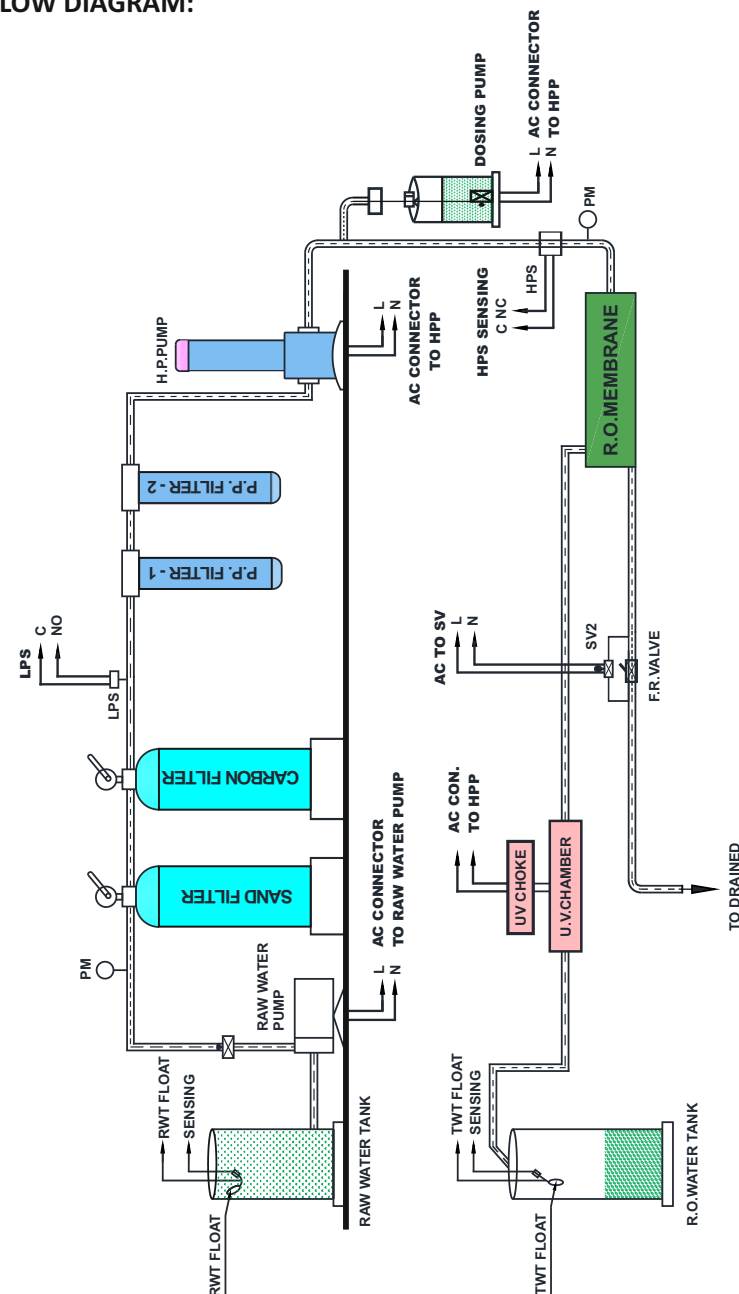 LOW DIAGRAM:
AC CONNECTOR
TO HPP
L
N
DOSING PUMP
PM
HPS
HPS SENSING
C NC
H.P.PUMP
L
N
AC CONNECTOR
TO HPP
R.O.MEMBRANE
P.P. FILTER - 2
P.P. FILTER - 1
LPS
C
NO
LPS
AC TO SV
L
N
SV2
F.R.VALVE
CARBON FILTER
SAND FILTER
AC CON.
TO HPP
UV CHOKE
U.V.CHAMBER
TO DRAINED
PM
RAW WATER
PUMP
AC CONNECTOR
TO RAW WATER PUMP
L
N
RWT FLOAT
SENSING
RWT FLOAT
RAW WATER TANK
TWT FLOAT
SENSING
TWT FLOAT
R.O.WATER TANK